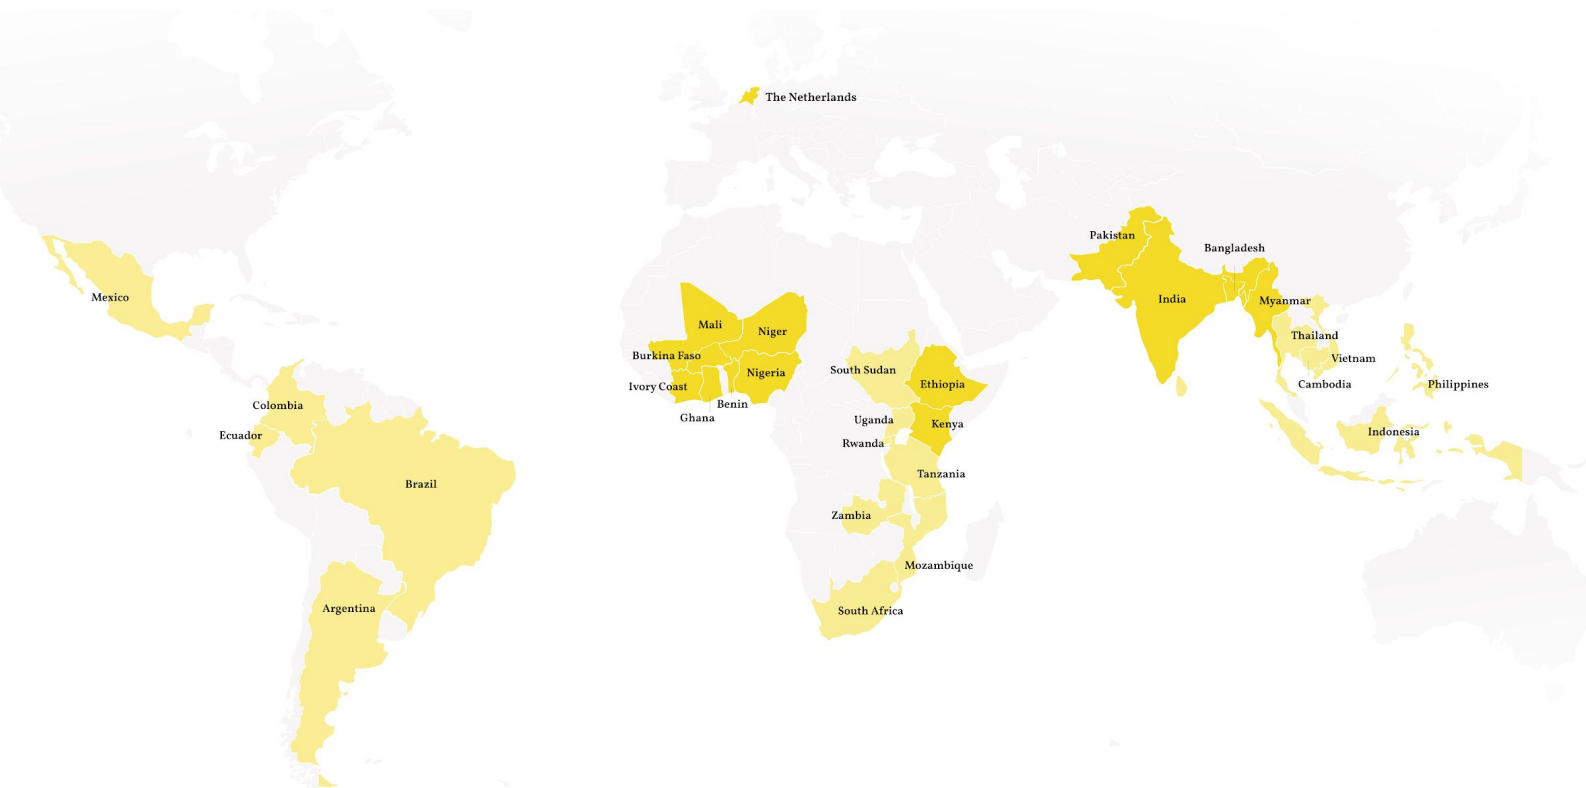 The Netherlands
Pakistan
Bangladesh
Mexico
India
Myanmar
Mali
Niger
Thailand
Burkina Faso
Vietnam
South Sudan
Nigeria
Ivory Coast
Ethiopia
Cambodia
Philippines
Benin
Colombia
Ghana
Uganda
Kenya
Indonesia
Ecuador
Rwanda
Tanzania
Brazil
Zambia
Mozambique
Argentina
South Africa